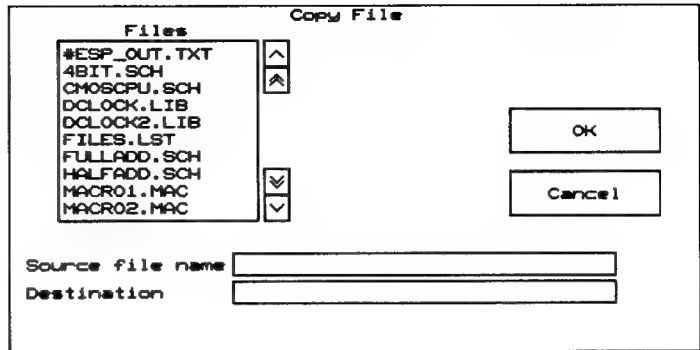 Copy File
Files
#ESP_OUT.TXT
4BIT.SCH
CMOSCPU.SCH
DCLOCK.LIB
DCLOCK2.LIB
FILES.LST
FULLADD.SCH
HALFADD.SCH
MACRO1.MAC
MACRO2.MAC
OK
Cancel
Source file name
Destination